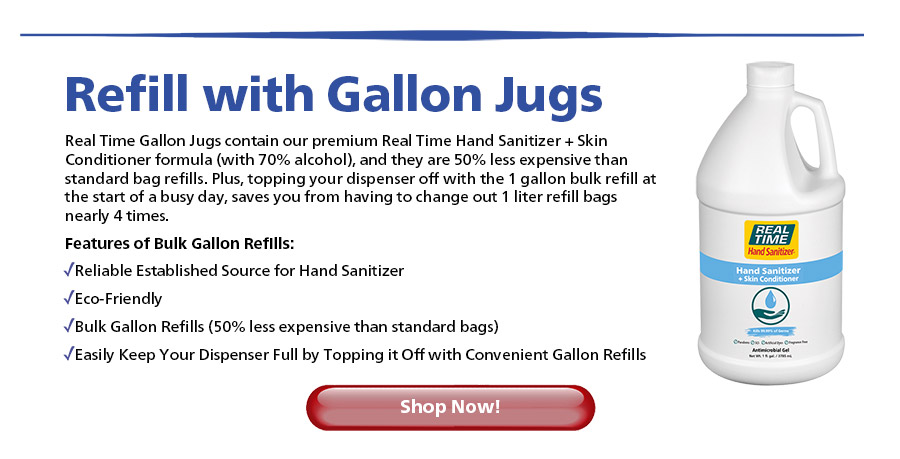 Refill with Gallon Jugs
Real Time Gallon Jugs contain our premium Real Time Hand Sanitizer + Skin
Conditioner formula (with 70% alcohol), and they are 50% less expensive than
standard bag refills. Plus, topping your dispenser off with the 1 gallon bulk refill at
the start of a busy day, saves you from having to change out 1 liter refill bags
nearly 4 times.
Features of Bulk Gallon Refills:
✓Reliable Established Source for Hand Sanitizer
✓Eco-Friendly
✓Bulk Gallon Refills (50% less expensive than standard bags)
✓Easily Keep Your Dispenser Full by Topping it Off with Convenient Gallon Refills
Shop Now!
REAL
TIME
Hand Sanitizer
Hand Sanitizer
+ Skin Conditioner
Kills 99.99% of Germs
Antimicrobial Gel